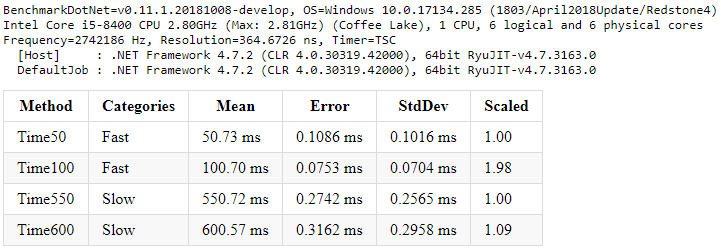 BenchmarkDotNet=v0.11.1.20181008-develop, OS=Windows 10.0.17134.285 (1803/April2018Update/Redstone4)
Intel Core i5-8400 CPU 2.80GHz (Max: 2.81GHz) (Coffee Lake), 1 CPU, 6 logical and 6 physical cores
Frequency=2742186 Hz, Resolution=364.6726 ns, Timer=TSC
[Host]     : .NET Framework 4.7.2 (CLR 4.0.30319.42000), 64bit RyuJIT-v4.7.3163.0
DefaultJob : .NET Framework 4.7.2 (CLR 4.0.30319.42000), 64bit RyuJIT-v4.7.3163.0
Method Categories Mean Error StdDev Scaled
Time50 Fast 50.73 ms 0.1086 ms 0.1016 ms 1.00
Time100 Fast 100.70 ms 0.0753 ms 0.0704 ms 1.98
Time550 Slow 550.72 ms 0.2742 ms 0.2565 ms 1.00
Time600 Slow 600.57 ms 0.3162 ms 0.2958 ms 1.09